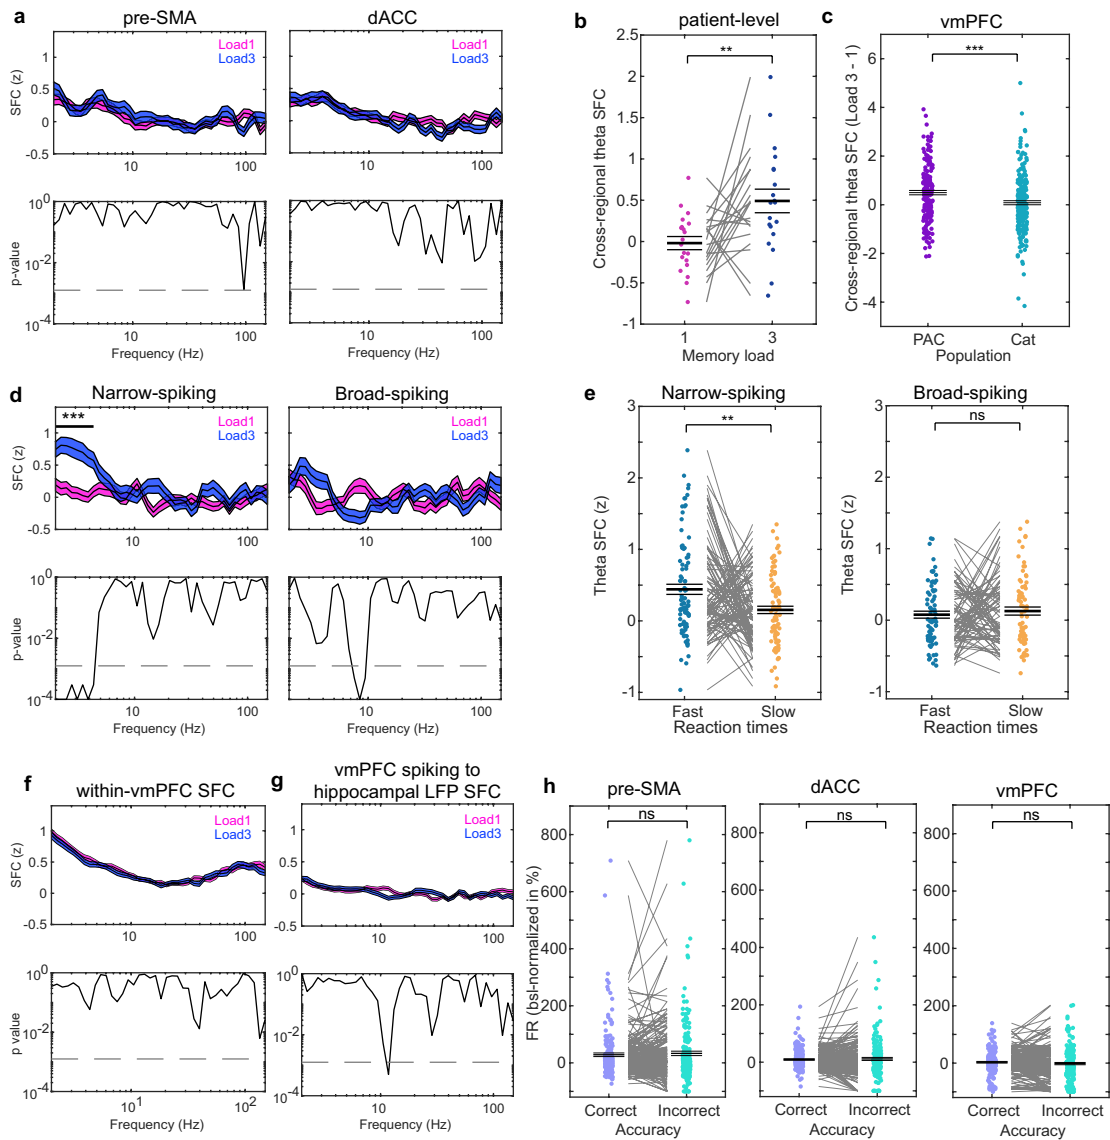 a
pre-SMA
dACC
Load1
Load3
Load1
Load3
SFC (z)
1
0.5
0
-0.5
10
100
10
100
p-value
10^0
10^-2
10^-4
10
100
Frequency (Hz)
10
100
Frequency (Hz)
b
patient-level
**
Cross-regional theta SFC
2.5
2
1.5
1
0.5
0
-0.5
-1
1
3
Memory load
c
vmPFC
***
Cross-regional theta SFC (Load 3 - 1)
6
4
2
0
-2
-4
PAC
Cat
Population
d
Narrow-spiking
Broad-spiking
***
Load1
Load3
Load1
Load3
SFC (z)
1
0.5
0
-0.5
10
100
10
100
p-value
10^0
10^-2
10^-4
10
100
Frequency (Hz)
10
100
Frequency (Hz)
e
Narrow-spiking
**
Theta SFC (z)
3
2
1
0
-1
Fast
Slow
Reaction times
Broad-spiking
ns
Theta SFC (z)
3
2
1
0
-1
Fast
Slow
Reaction times
f
within-vmPFC SFC
Load1
Load3
SFC (z)
1
0.5
0
-0.5
10
100
p value
10^0
10^-2
10^-4
10^1
10^2
Frequency (Hz)
g
vmPFC spiking to
hippocampal LFP SFC
Load1
Load3
1
0.5
0
-0.5
10
100
10^0
10^-2
10^-4
10
100
Frequency (Hz)
h
pre-SMA
ns
FR (bsl-normalized in %)
800
600
400
200
0
Correct
Incorrect
Accuracy
dACC
ns
800
600
400
200
0
Correct
Incorrect
Accuracy
vmPFC
ns
800
600
400
200
0
Correct
Incorrect
Accuracy